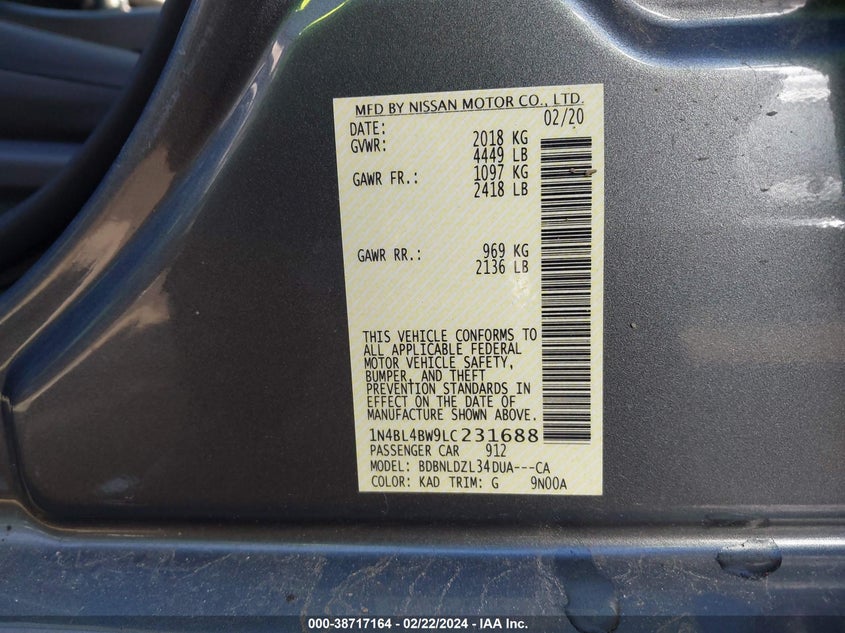 MFD BY NISSAN MOTOR CO., LTD.
DATE: 02/20
GVWR: 2018 KG
4449 LB
GAWR FR.: 1097 KG
2418 LB
GAWR RR.: 969 KG
2136 LB
THIS VEHICLE CONFORMS TO
ALL APPLICABLE FEDERAL
MOTOR VEHICLE SAFETY,
BUMPER, AND THEFT
PREVENTION STANDARDS IN
EFFECT ON THE DATE OF
MANUFACTURE SHOWN ABOVE.
1N4BL4BW9LC231688
PASSENGER CAR 912
MODEL: BDBNLDZL34DUA---CA
COLOR: KAD TRIM: G 9N00A
000-38717164 - 02/22/2024 - IAA Inc.